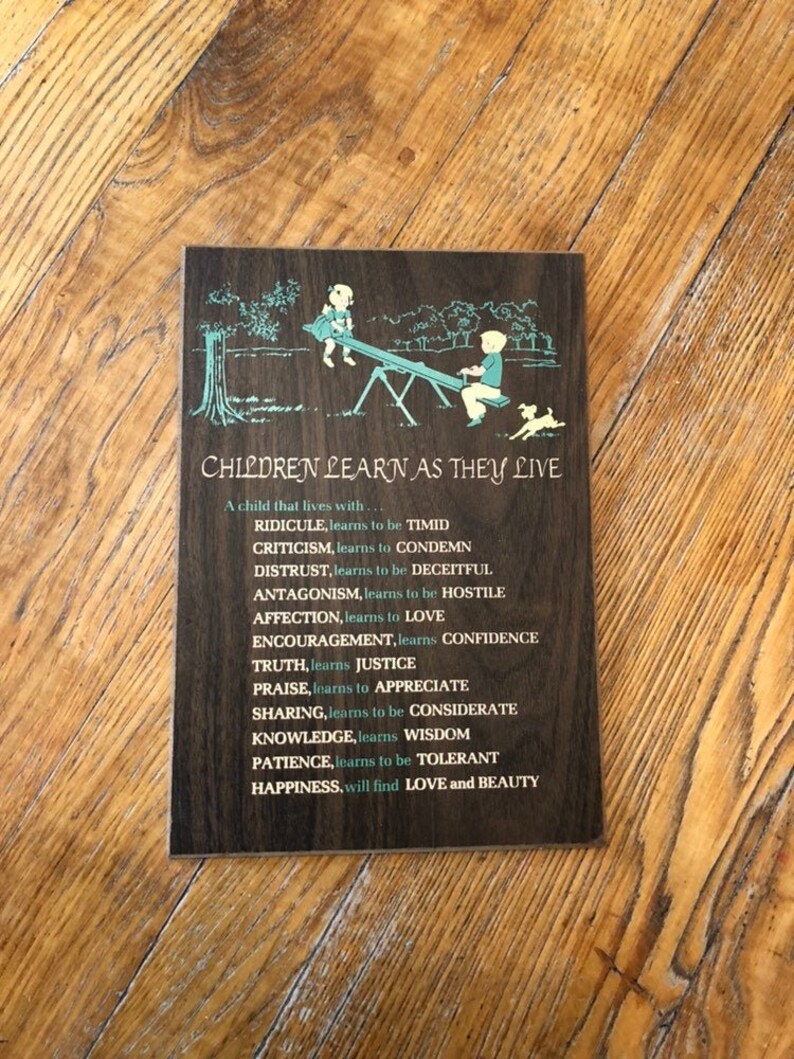 CHILDREN LEARN AS THEY LIVE
A child that lives with . . .
RIDICULE, learns to be TIMID
CRITICISM, learns to CONDEMN
DISTRUST, learns to be DECEITFUL
ANTAGONISM, learns to be HOSTILE
AFFECTION, learns to LOVE
ENCOURAGEMENT, learns CONFIDENCE
TRUTH, learns JUSTICE
PRAISE, learns to APPRECIATE
SHARING, learns to be CONSIDERATE
KNOWLEDGE, learns WISDOM
PATIENCE, learns to be TOLERANT
HAPPINESS, will find LOVE and BEAUTY